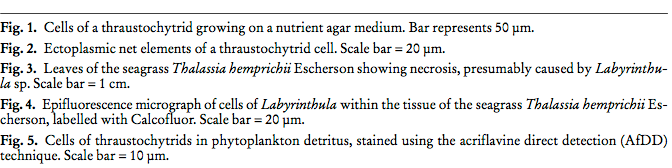 Fig. 1. Cells of a thraustochytrid growing on a nutrient agar medium. Bar represents 50 µm.
Fig. 2. Ectoplasmic net elements of a thraustochytrid cell. Scale bar = 20 µm.
Fig. 3. Leaves of the seagrass Thalassia hemprichii Escherson showing necrosis, presumably caused by Labyrinthu-
la sp. Scale bar = 1 cm.
Fig. 4. Epifluorescence micrograph of cells of Labyrinthula within the tissue of the seagrass Thalassia hemprichii Es-
cherson, labelled with Calcofluor. Scale bar = 20 µm.
Fig. 5. Cells of thraustochytrids in phytoplankton detritus, stained using the acriflavine direct detection (AfDD)
technique. Scale bar = 10 µm.